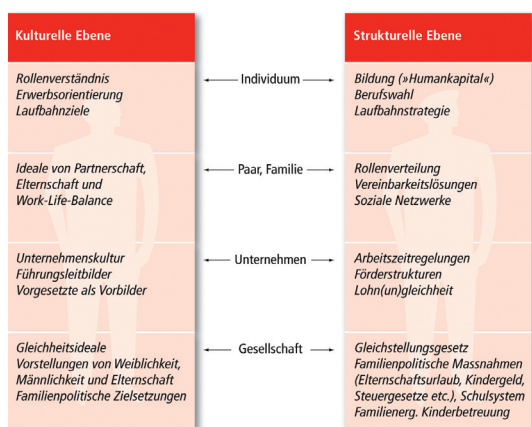 Kulturelle Ebene
Strukturelle Ebene
Rollenverständnis
Erwerbsorientierung
Laufbahnziele
Individuum
Bildung (»Humankapital«)
Berufswahl
Laufbahnstrategie
Ideale von Partnerschaft,
Elternschaft und
Work-Life-Balance
Paar, Familie
Rollenverteilung
Vereinbarkeitslösungen
Soziale Netzwerke
Unternehmenskultur
Führungsleitbilder
Vorgesetzte als Vorbilder
Unternehmen
Arbeitszeitregelungen
Förderstrukturen
Lohn(un)gleichheit
Gleichheitsideale
Vorstellungen von Weiblichkeit,
Männlichkeit und Elternschaft
Familienpolitische Zielsetzungen
Gesellschaft
Gleichstellungsgesetz
Familienpolitische Massnahmen
(Elternschaftsurlaub, Kindergeld,
Steuergesetze etc.), Schulsystem
Familienerg. Kinderbetreuung